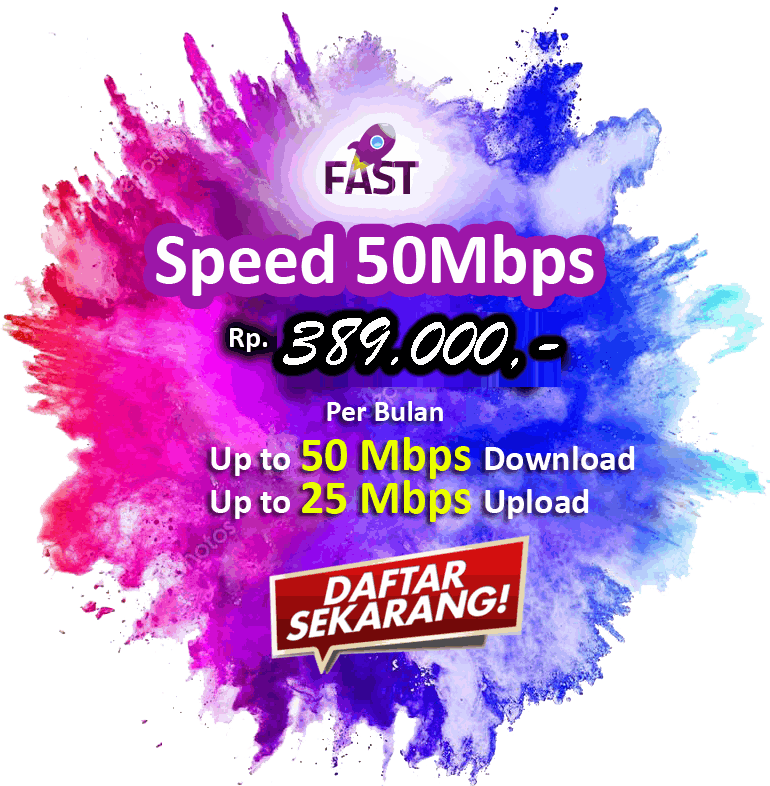 FAST
Speed 50Mbps
Rp. 389.000,-
Per Bulan
Up to 50 Mbps Download
Up to 25 Mbps Upload
DAFTAR
SEKARANG!